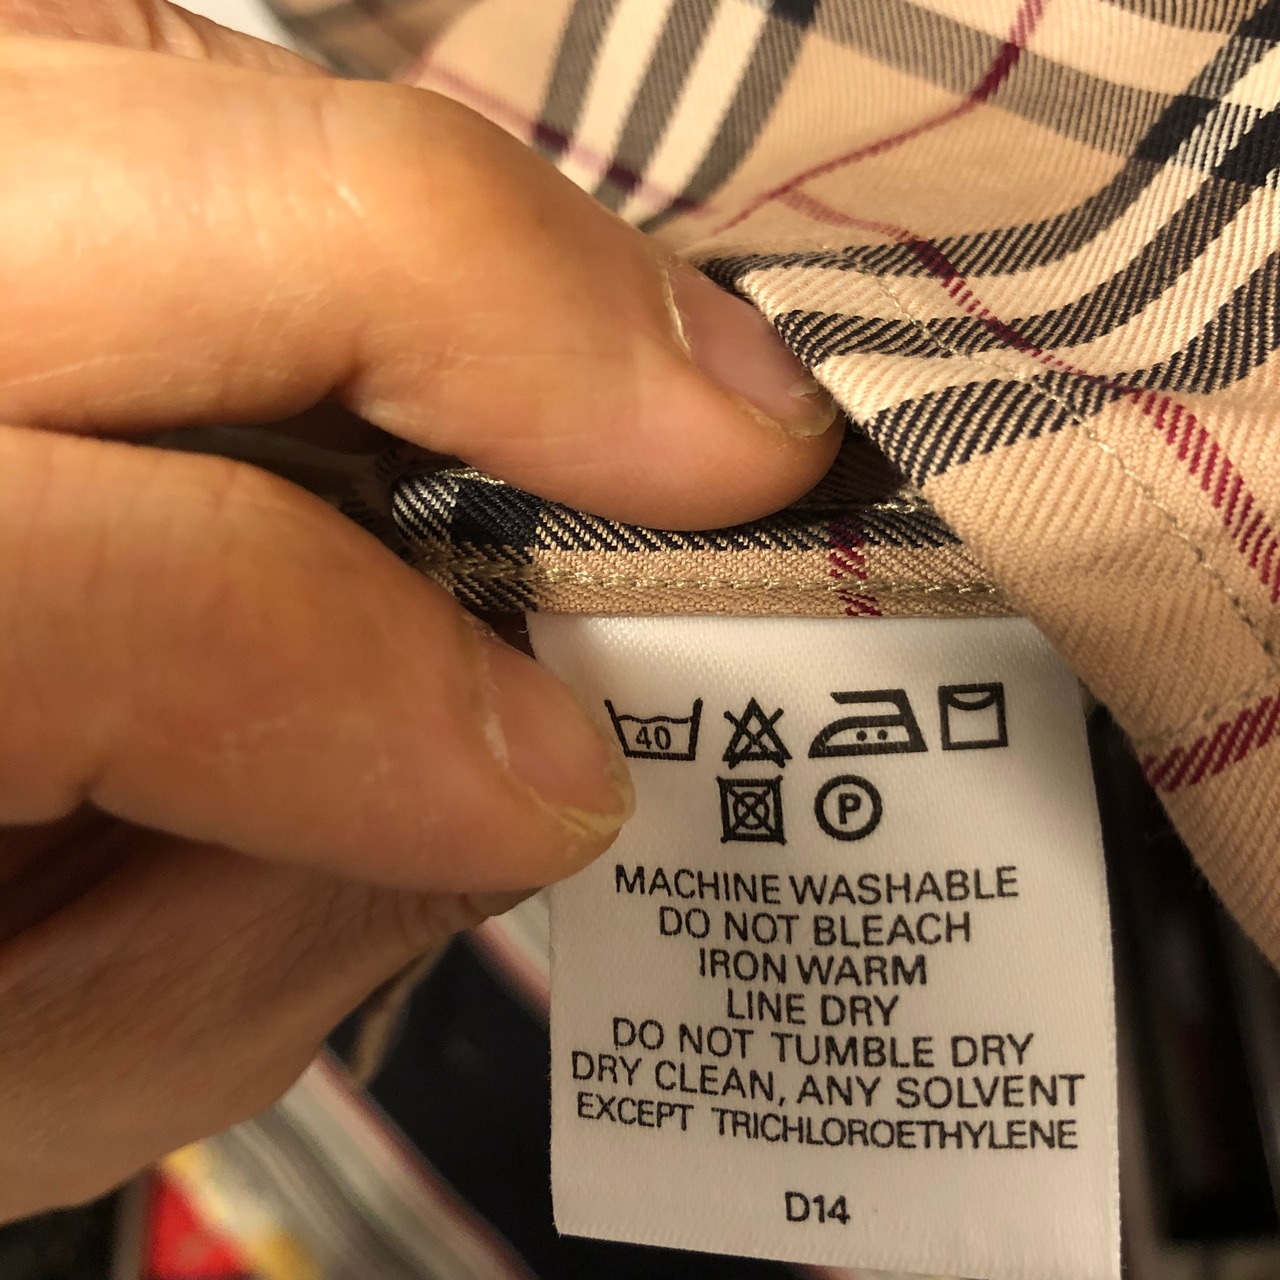 40
P
MACHINE WASHABLE
DO NOT BLEACH
IRON WARM
LINE DRY
DO NOT TUMBLE DRY
DRY CLEAN, ANY SOLVENT
EXCEPT TRICHLOROETHYLENE
D14